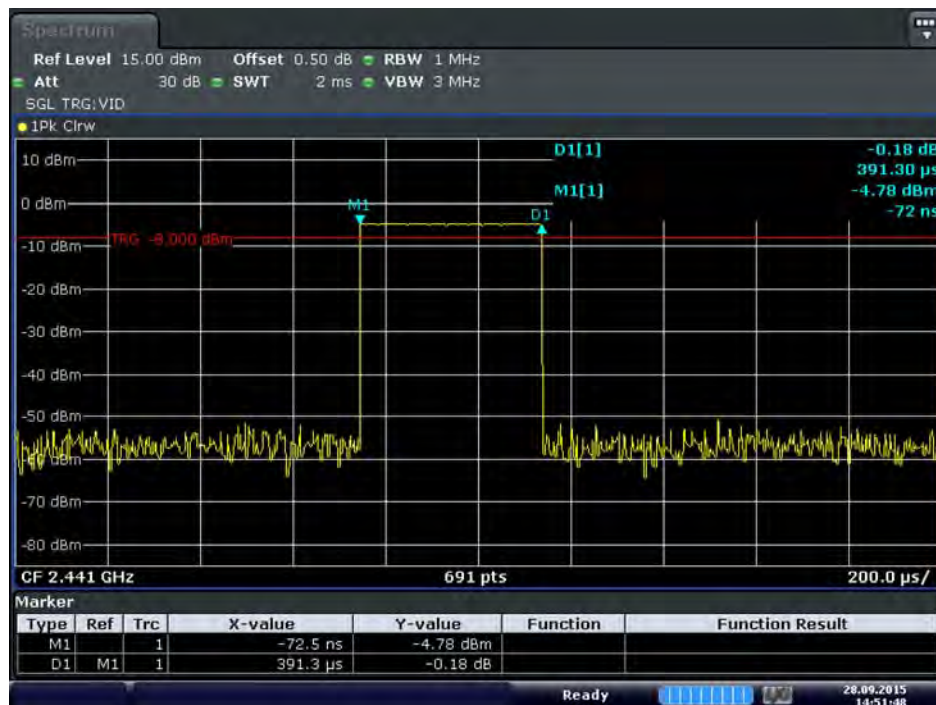 Spectrum
Ref Level 15.00 dBm Offset 0.50 dB RBW 1 MHz
Att 30 dB SWT 2 ms VBW 3 MHz
SGL TRG:VID
1Pk Clrw
D1[1] -0.18 dB
391.30 µs
10 dBm
M1[1] -4.78 dBm
-72 ns
0 dBm
M1
D1
TRG -8.000 dBm
-10 dBm
-20 dBm
-30 dBm
-40 dBm
-50 dBm
-60 dBm
-70 dBm
-80 dBm
CF 2.441 GHz 691 pts 200.0 µs/
Marker
Type Ref Trc X-value Y-value Function Function Result
M1 1 -72.5 ns -4.78 dBm
D1 M1 1 391.3 µs -0.18 dB
Ready 28.09.2015
14:51:48